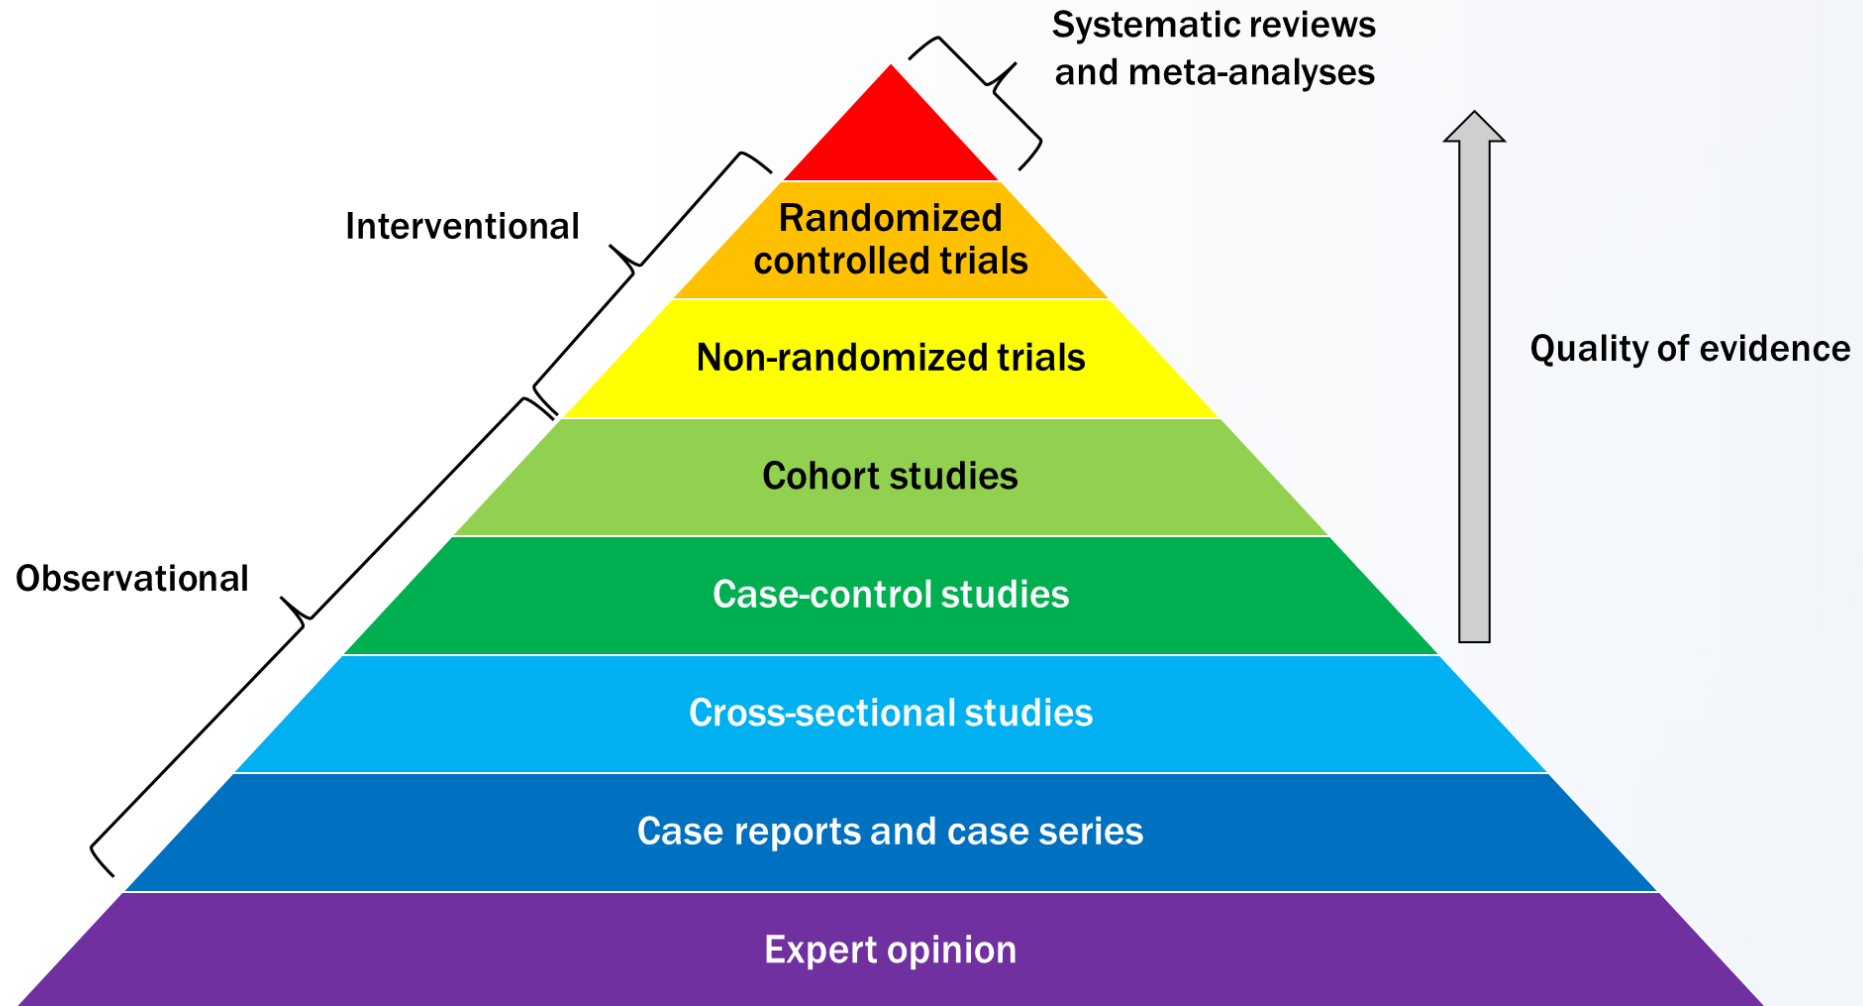 Systematic reviews
and meta-analyses
Interventional
Randomized
controlled trials
Quality of evidence
Non-randomized trials
Cohort studies
Observational
Case-control studies
Cross-sectional studies
Case reports and case series
Expert opinion